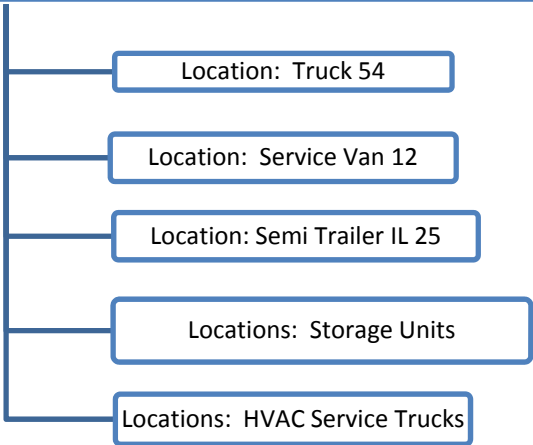 Location: Truck 54
Location: Service Van 12
Location: Semi Trailer IL 25
Locations: Storage Units
Locations: HVAC Service Trucks